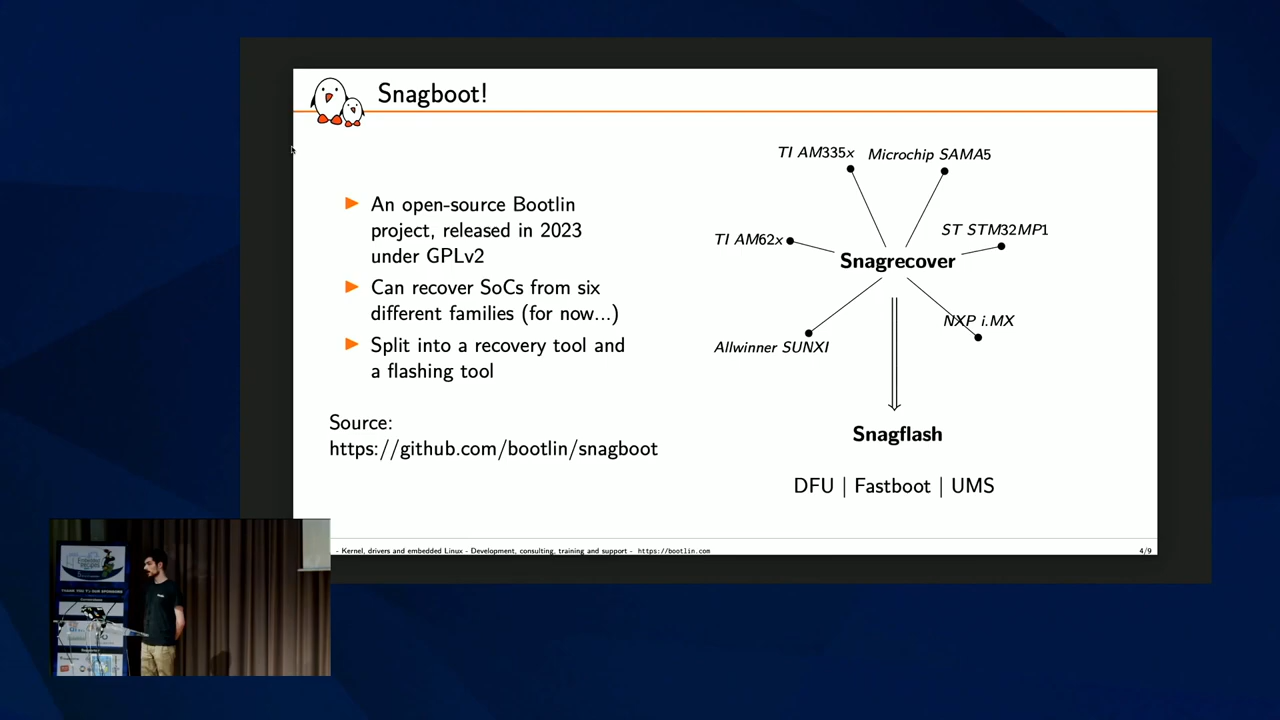 Snagboot!
An open-source Bootlin
project, released in 2023
under GPLv2
Can recover SoCs from six
different families (for now...)
Split into a recovery tool and
a flashing tool
Source:
https://github.com/bootlin/snagboot
TI AM335x
Microchip SAMA5
TI AM62x
ST STM32MP1
Snagrecover
NXP i.MX
Allwinner SUNXI
Snagflash
DFU | Fastboot | UMS
- Kernel, drivers and embedded Linux - Development, consulting, training and support - https://bootlin.com
4/9